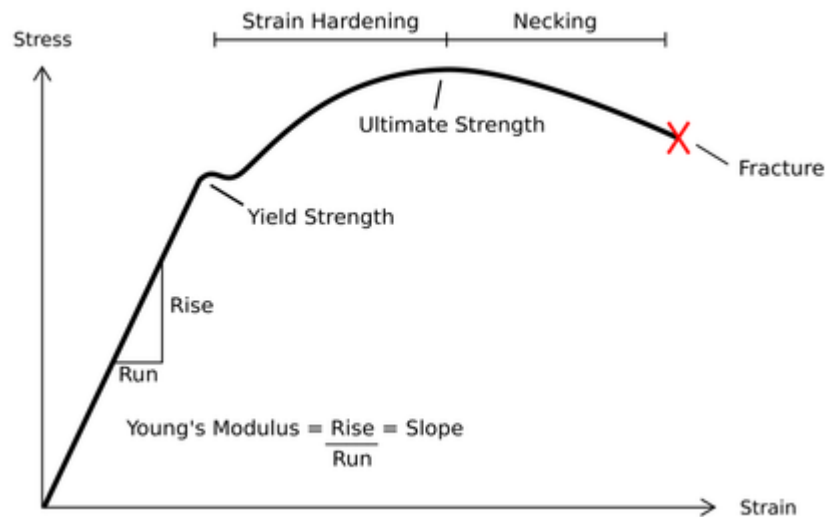 Strain Hardening
Necking
Stress
Ultimate Strength
Fracture
Yield Strength
Rise
Run
Young's Modulus = Rise = Slope
Run
Strain